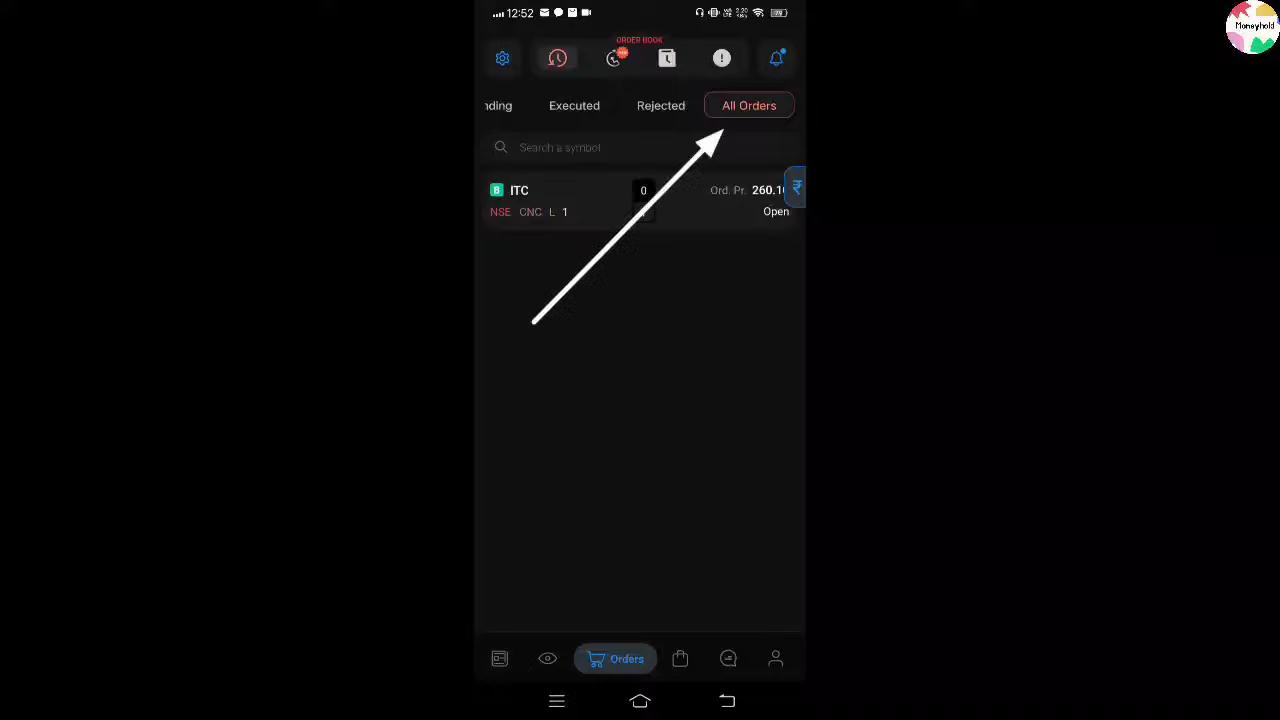 12:52
ORDER BOOK
Moneyhold
nding Executed Rejected All Orders
Search a symbol
B ITC 0 Ord. Pr. 260.10
NSE CNC L 1 Open
Orders